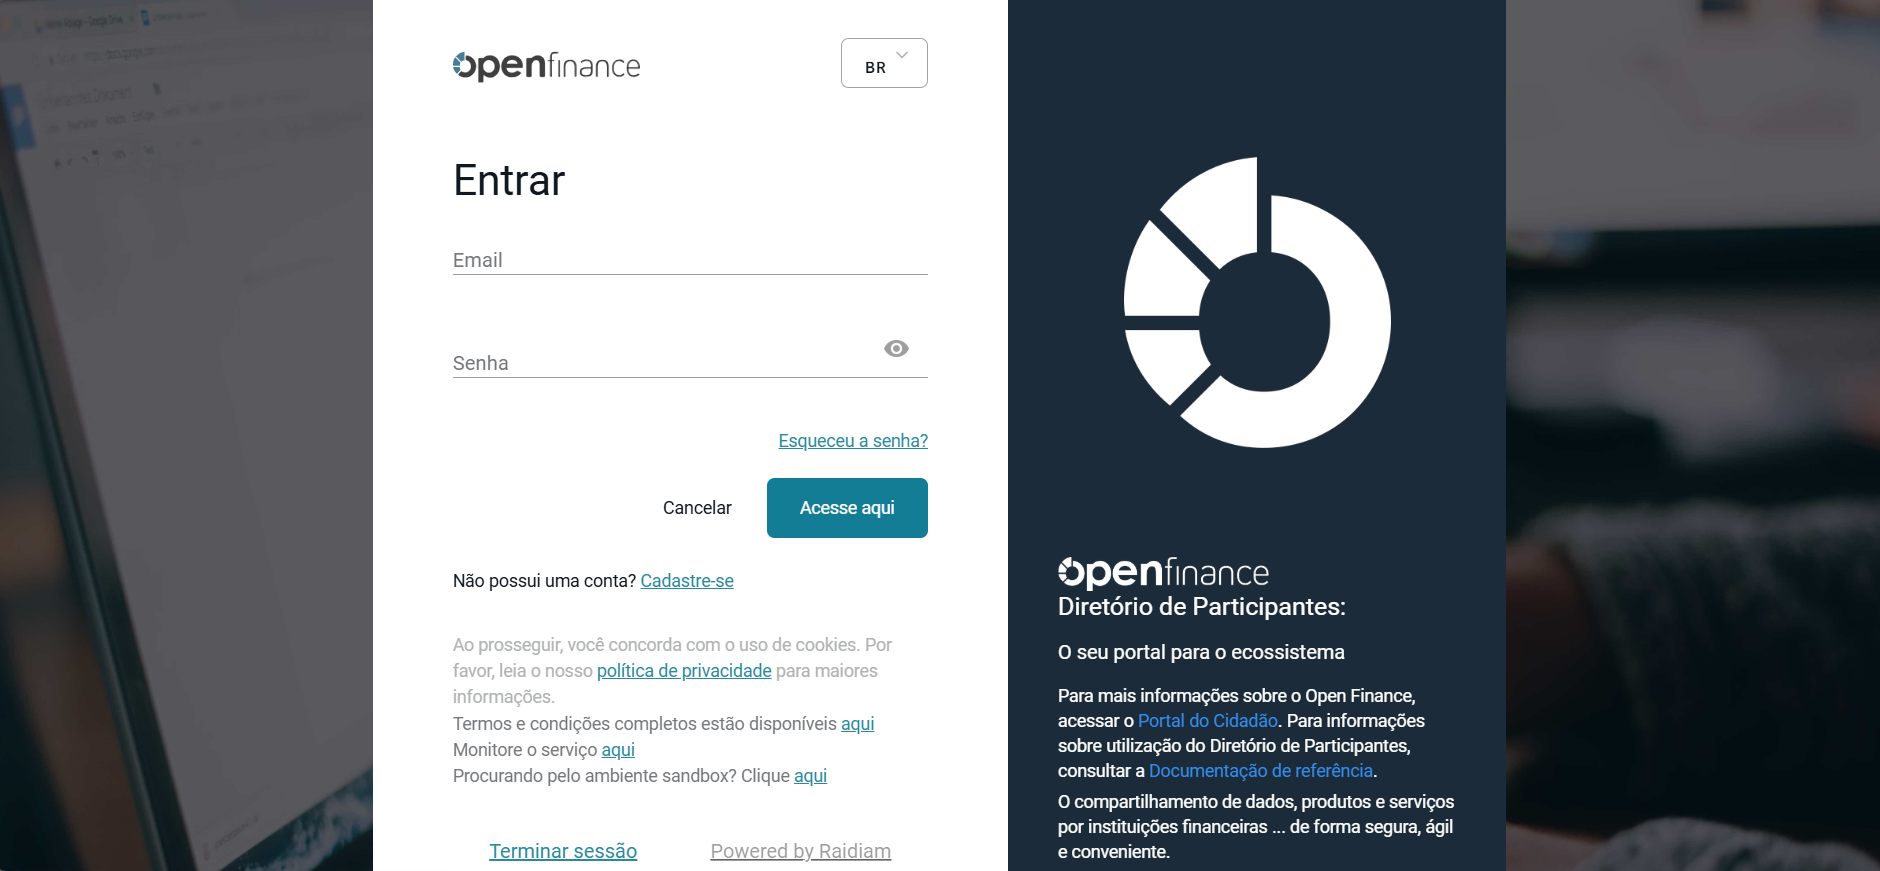 openfinance
BR
Entrar
Email
Senha
Esqueceu a senha?
Cancelar
Acesse aqui
Não possui uma conta? Cadastre-se
Ao prosseguir, você concorda com o uso de cookies. Por
favor, leia o nosso política de privacidade para maiores
informações.
Termos e condições completos estão disponíveis aqui
Monitore o serviço aqui
Procurando pelo ambiente sandbox? Clique aqui
Terminar sessão
Powered by Raidiam
openfinance
Diretório de Participantes:
O seu portal para o ecossistema
Para mais informações sobre o Open Finance,
acessar o Portal do Cidadão. Para informações
sobre utilização do Diretório de Participantes,
consultar a Documentação de referência.
O compartilhamento de dados, produtos e serviços
por instituições financeiras ... de forma segura, ágil
e conveniente.